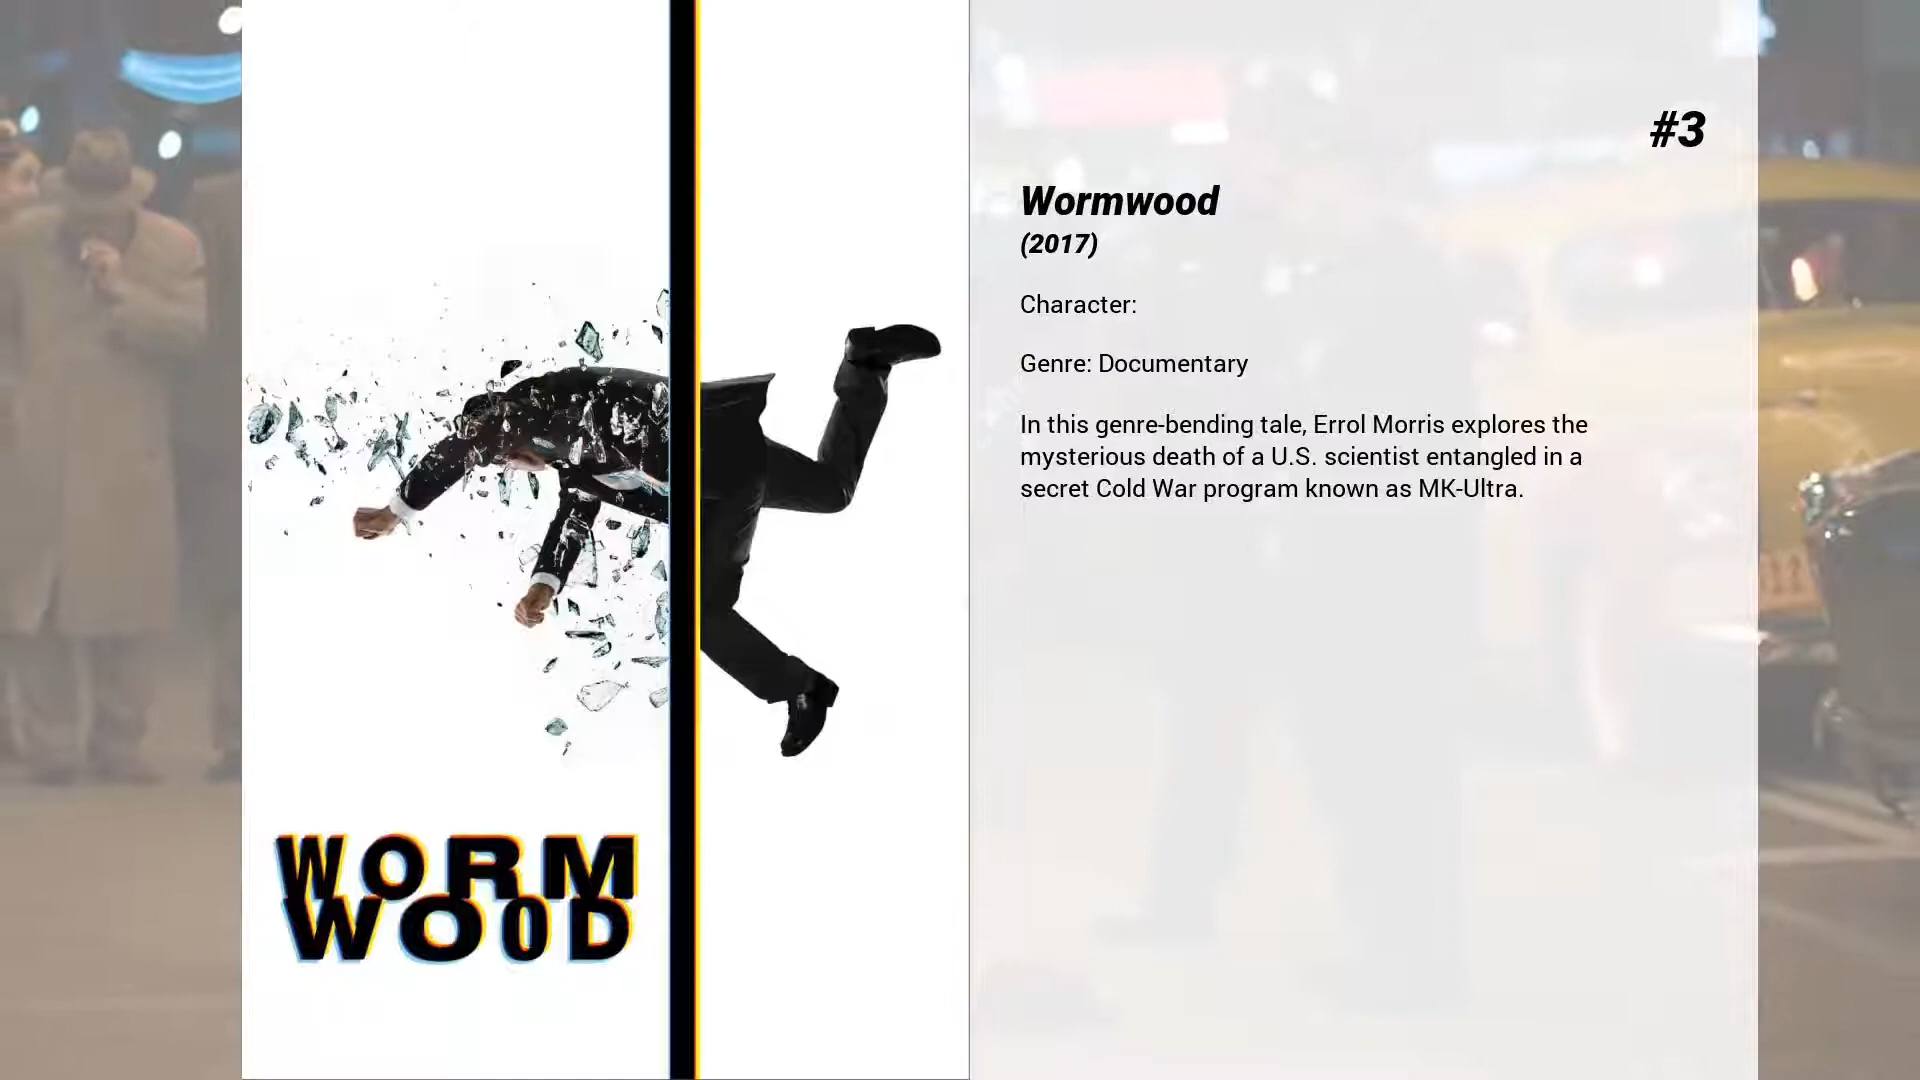 #3
Wormwood
(2017)
Character:
Genre: Documentary
In this genre-bending tale, Errol Morris explores the
mysterious death of a U.S. scientist entangled in a
secret Cold War program known as MK-Ultra.
WORM
WOOD